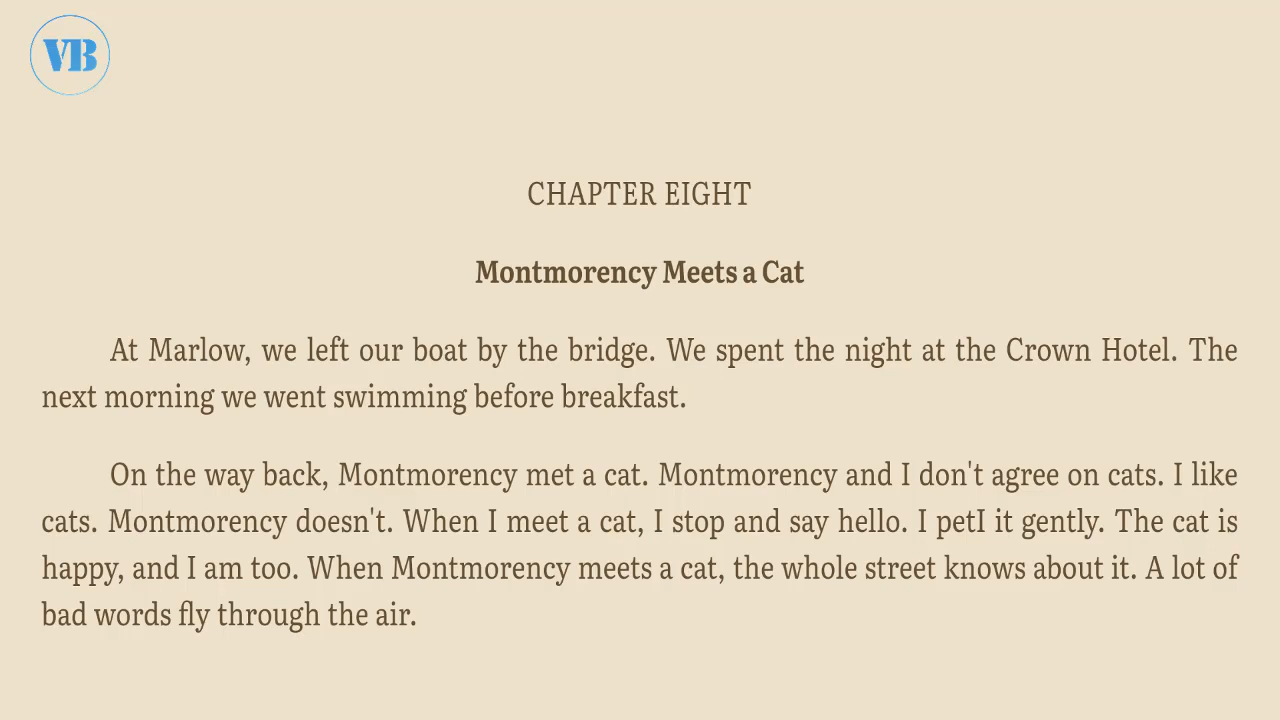 VB
CHAPTER EIGHT
Montmorency Meets a Cat
At Marlow, we left our boat by the bridge. We spent the night at the Crown Hotel. The
next morning we went swimming before breakfast.
On the way back, Montmorency met a cat. Montmorency and I don't agree on cats. I like
cats. Montmorency doesn't. When I meet a cat, I stop and say hello. I petI it gently. The cat is
happy, and I am too. When Montmorency meets a cat, the whole street knows about it. A lot of
bad words fly through the air.